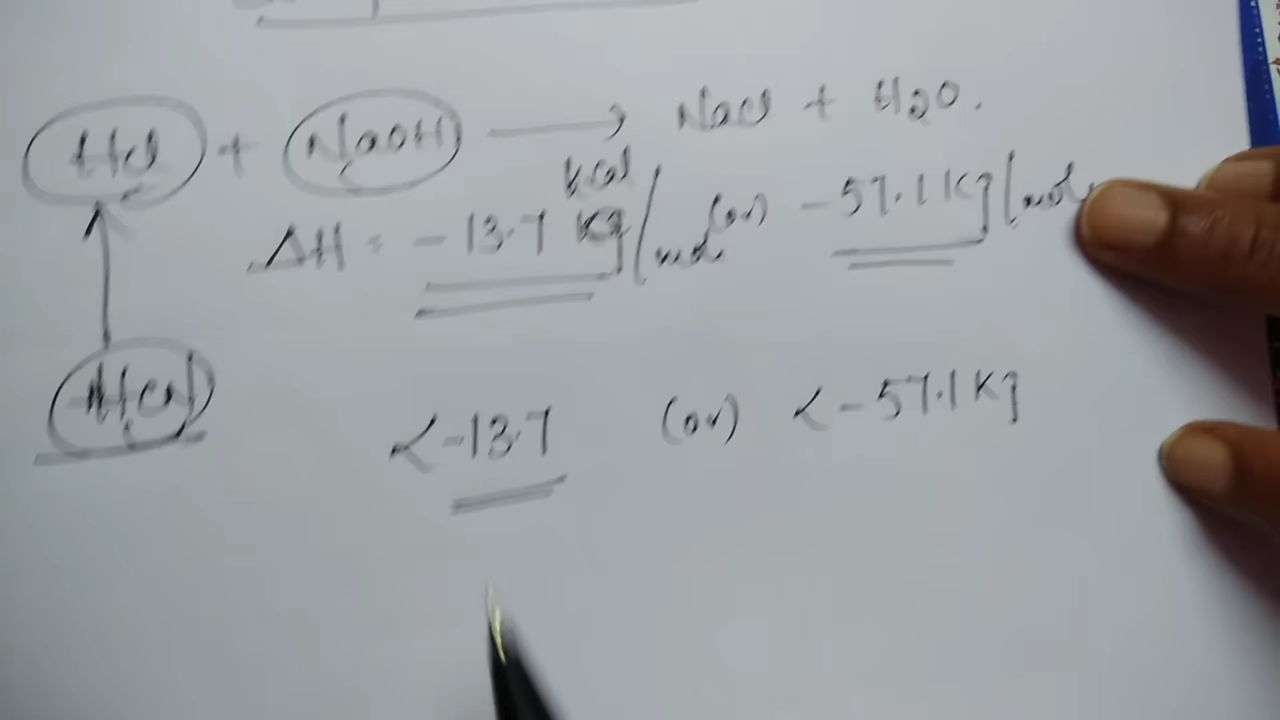 HCl + NaOH → NaCl + H2O.
kcal
ΔH = -13.7 KJ/mol (or) -57.1 KJ/mol
HCN
< -13.7 (or) < -57.1 KJ